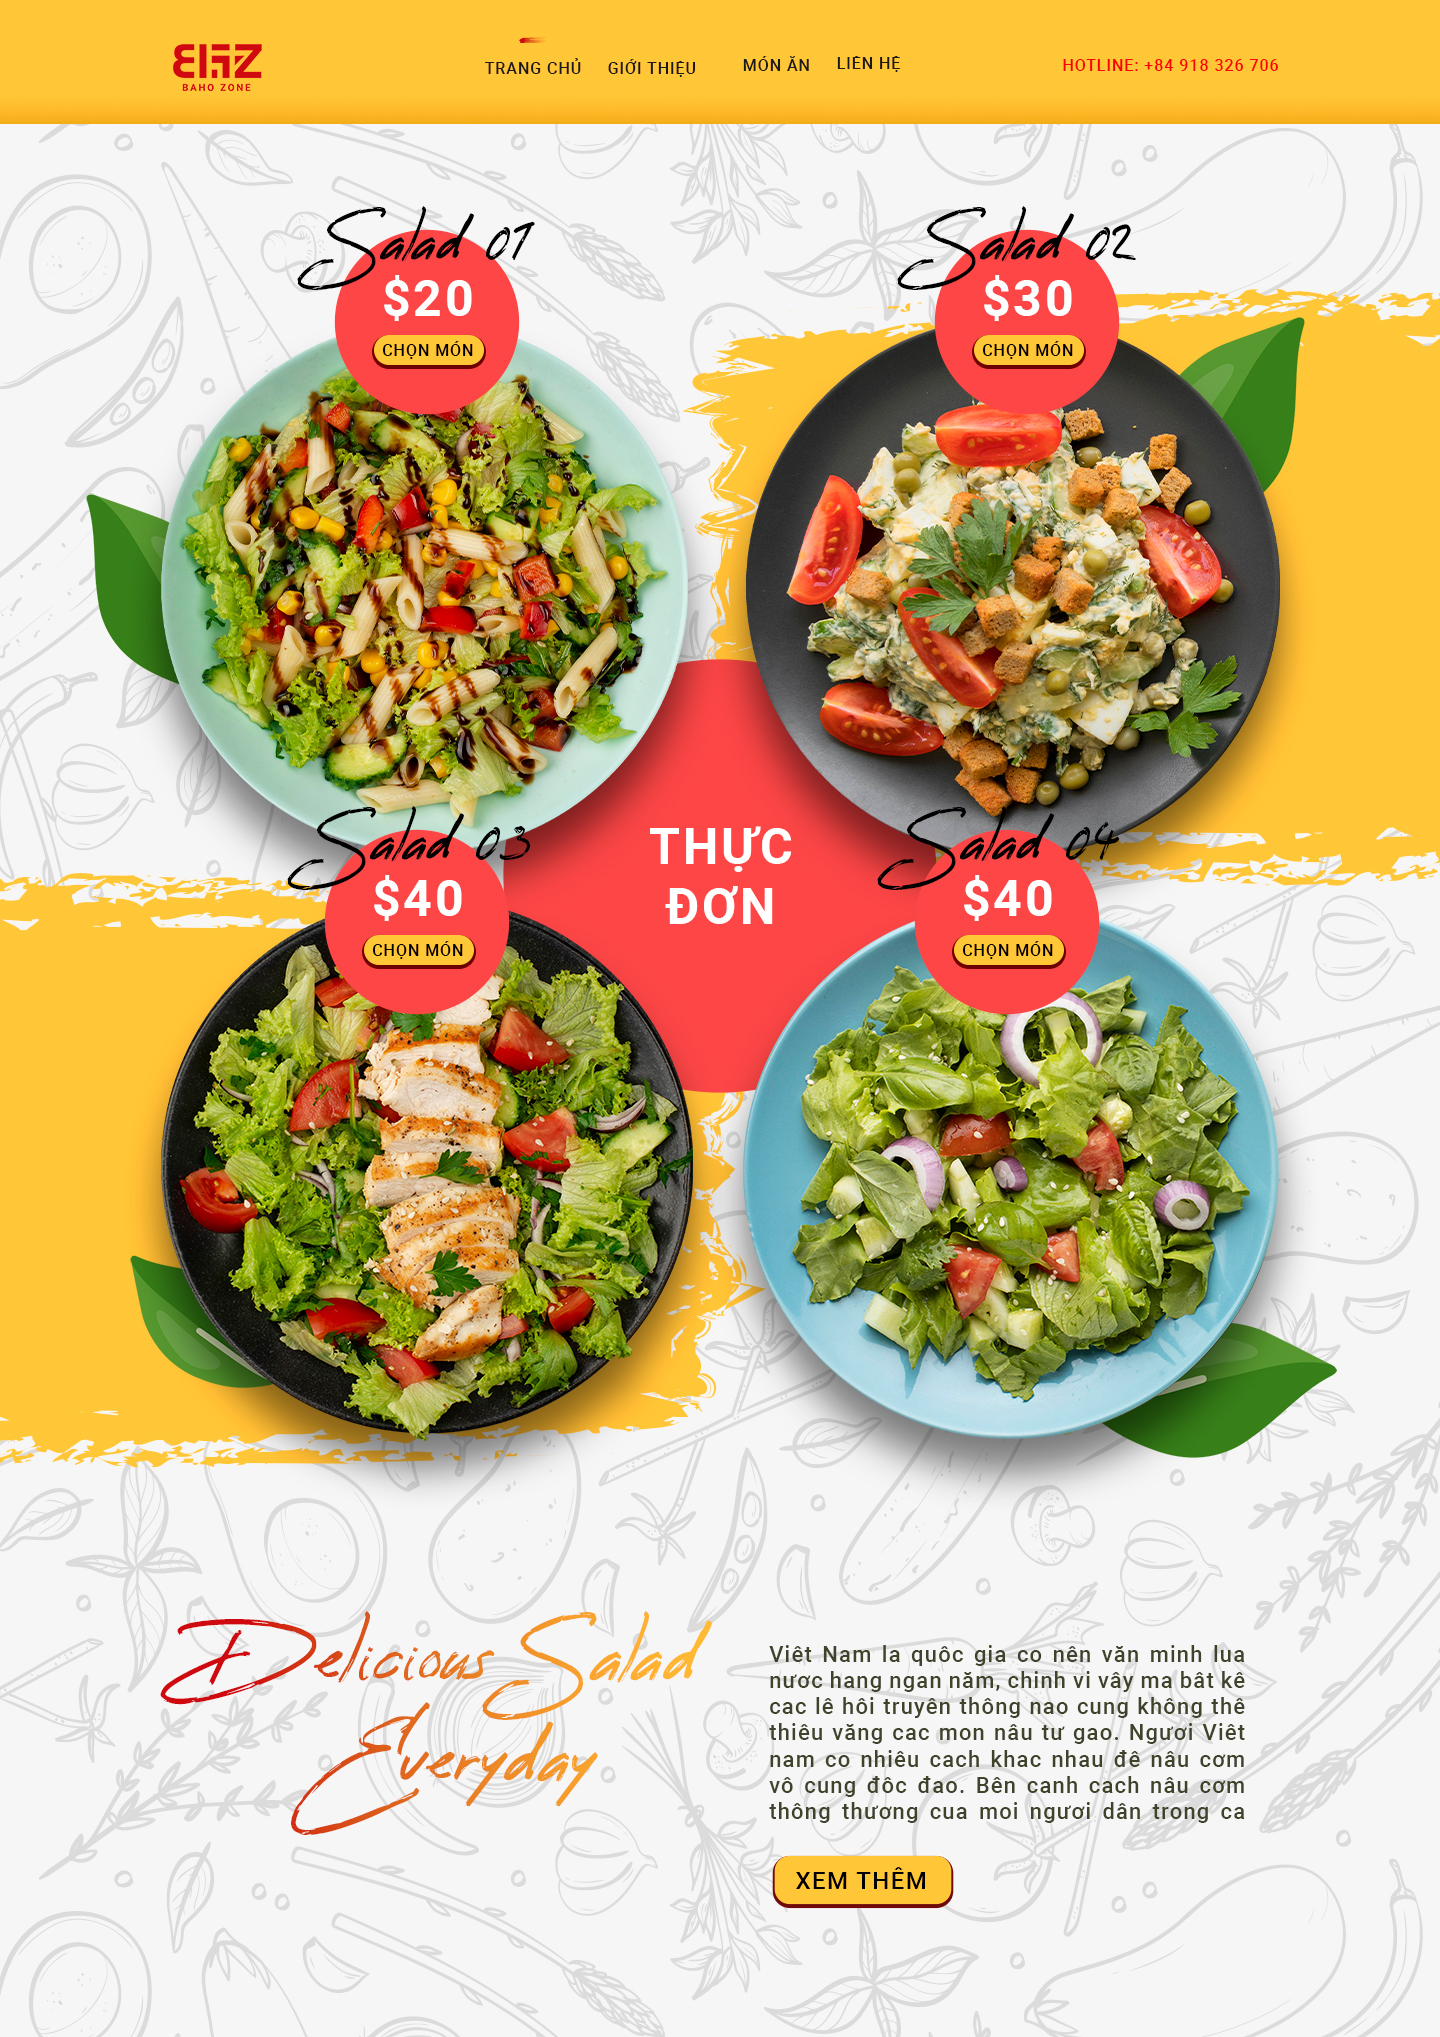 BAHO ZONE
TRANG CHỦ GIỚI THIỆU MÓN ĂN LIÊN HỆ
HOTLINE: +84 918 326 706
Salad 01
$20
CHỌN MÓN
Salad 02
$30
CHỌN MÓN
THỰC
ĐƠN
Salad 03
$40
CHỌN MÓN
Salad 04
$40
CHỌN MÓN
Delicious Salad
Everyday
Viêt Nam la quôc gia co nên văn minh lua
nươc hang ngan năm, chinh vi vây ma bât kê
cac lê hôi truyên thông nao cung không thê
thiêu văng cac mon nâu tư gao. Ngươi Viêt
nam co nhiêu cach khac nhau đê nâu cơm
vô cung đôc đao. Bên canh cach nâu cơm
thông thương cua moi ngươi dân trong ca
XEM THÊM